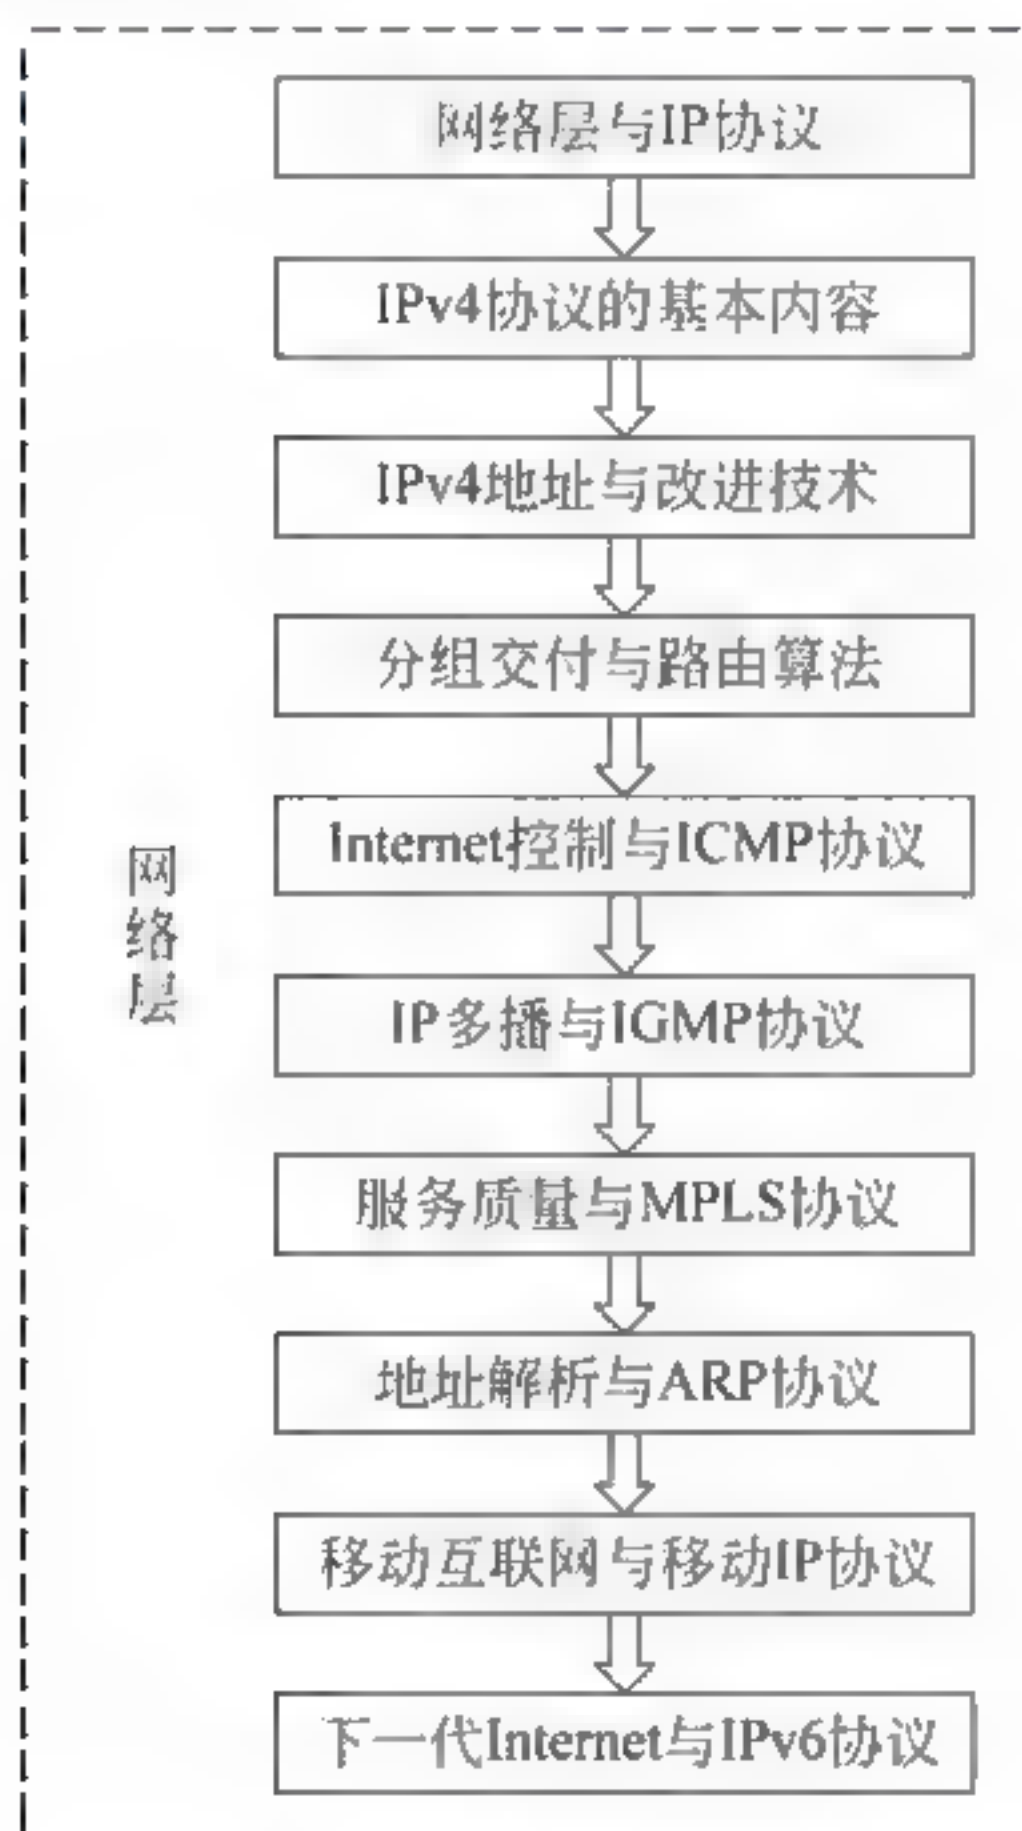 网络层与IP协议
IPv4协议的基本内容
IPv4地址与改进技术
分组交付与路由算法
网络层
Internet控制与ICMP协议
IP多播与IGMP协议
服务质量与MPLS协议
地址解析与ARP协议
移动互联网与移动IP协议
下一代Internet与IPv6协议